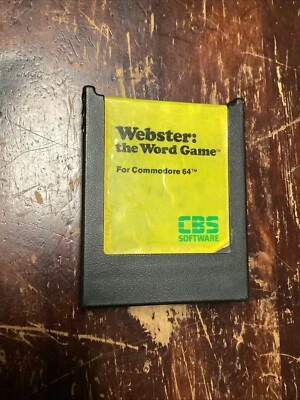 Webster:
the Word Game™
For Commodore 64™
CBS
SOFTWARE